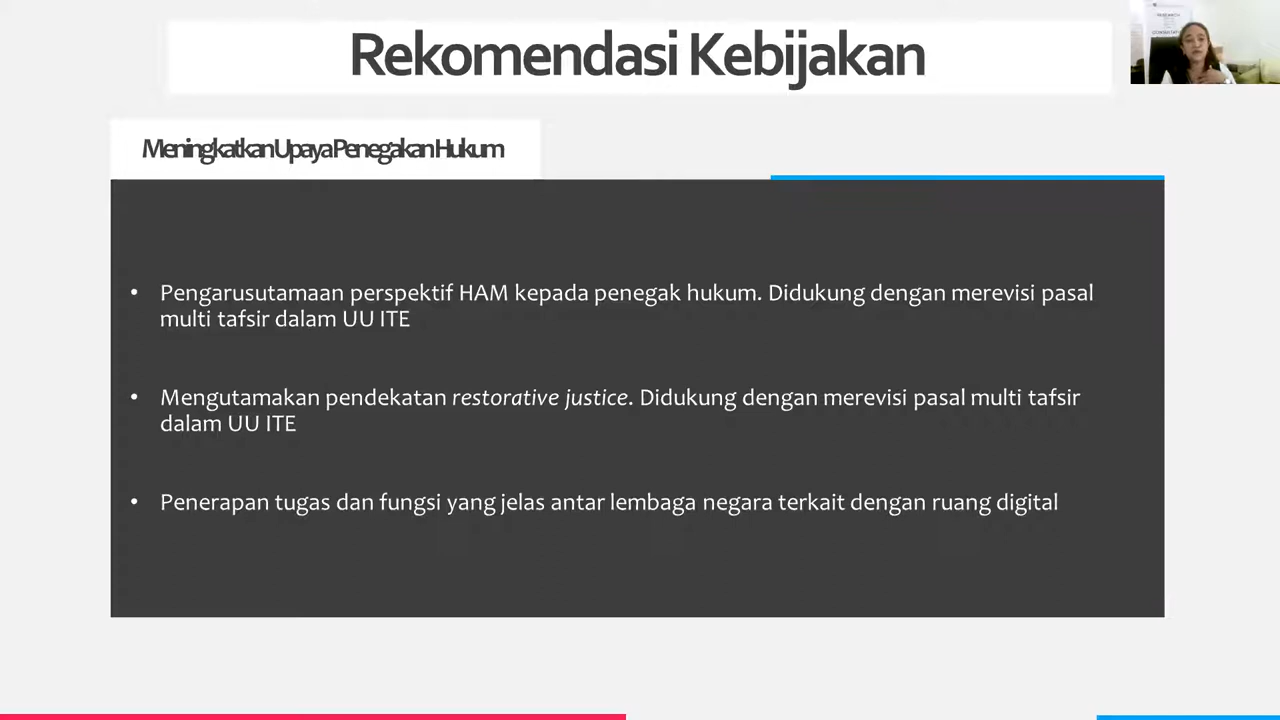 Rekomendasi Kebijakan
Meningkatkan Upaya Penegakan Hukum
• Pengarusutamaan perspektif HAM kepada penegak hukum. Didukung dengan merevisi pasal
multi tafsir dalam UU ITE
• Mengutamakan pendekatan restorative justice. Didukung dengan merevisi pasal multi tafsir
dalam UU ITE
• Penerapan tugas dan fungsi yang jelas antar lembaga negara terkait dengan ruang digital